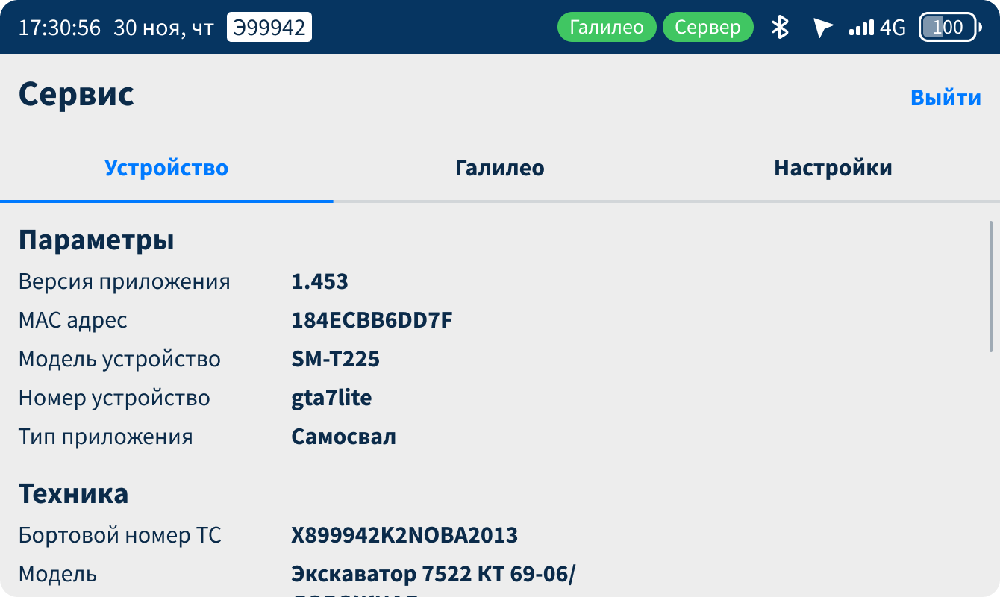 17:30:56 30 ноя, чт Э99942 Галилео Сервер 4G 100
Сервис
Выйти
Устройство Галилео Настройки
Параметры
Версия приложения 1.453
MAC адрес 184ECBB6DD7F
Модель устройство SM-T225
Номер устройство gta7lite
Тип приложения Самосвал
Техника
Бортовой номер ТС X899942K2NOBA2013
Модель Экскаватор 7522 КТ 69-06/